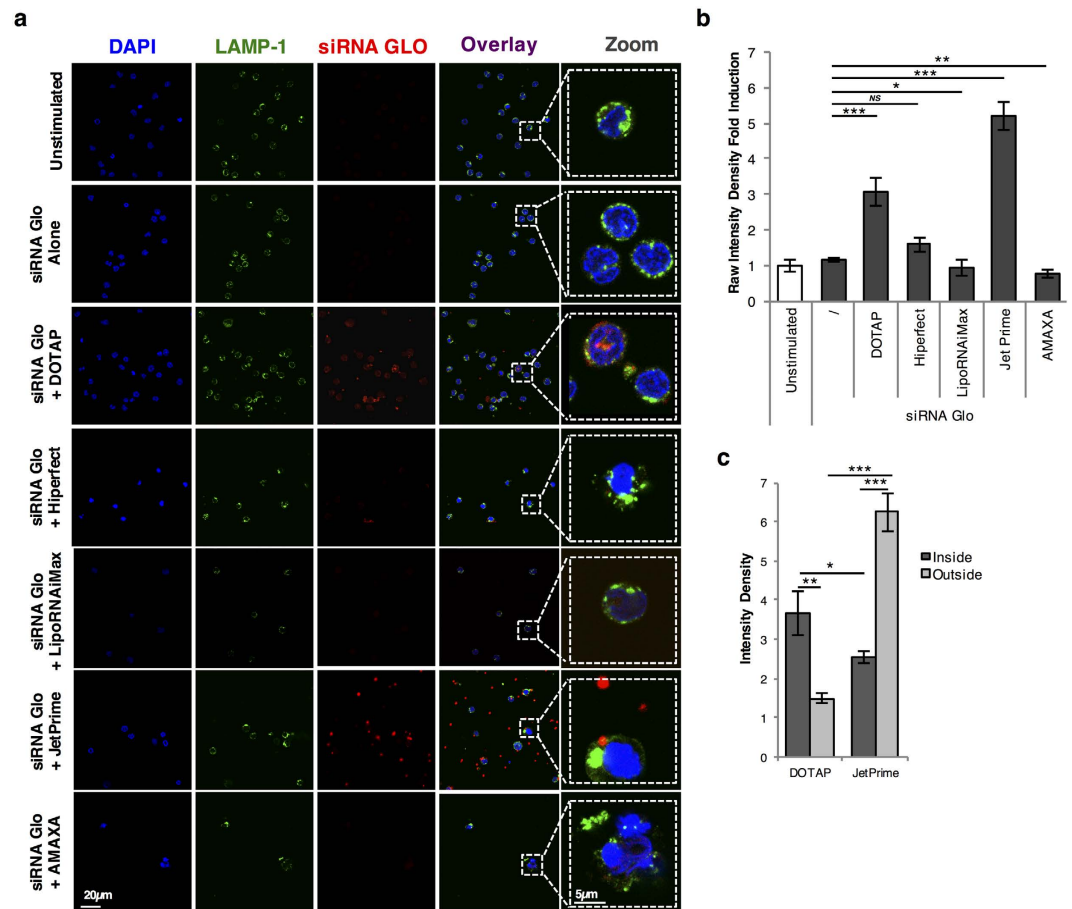 a
DAPI
LAMP-1
siRNA GLO
Overlay
Zoom
Unstimulated
siRNA Glo
Alone
siRNA Glo
+ DOTAP
siRNA Glo
+ Hiperfect
siRNA Glo
+ LipoRNAiMax
siRNA Glo
+ JetPrime
siRNA Glo
+ AMAXA
20µm
5µm
b
Raw Intensity Density Fold Induction
7
6
5
4
3
2
1
0
**
***
*
NS
***
Unstimulated
/
DOTAP
Hiperfect
LipoRNAiMax
Jet Prime
AMAXA
siRNA Glo
c
Intensity Density
7
6
5
4
3
2
1
0
***
***
*
**
Inside
Outside
DOTAP
JetPrime